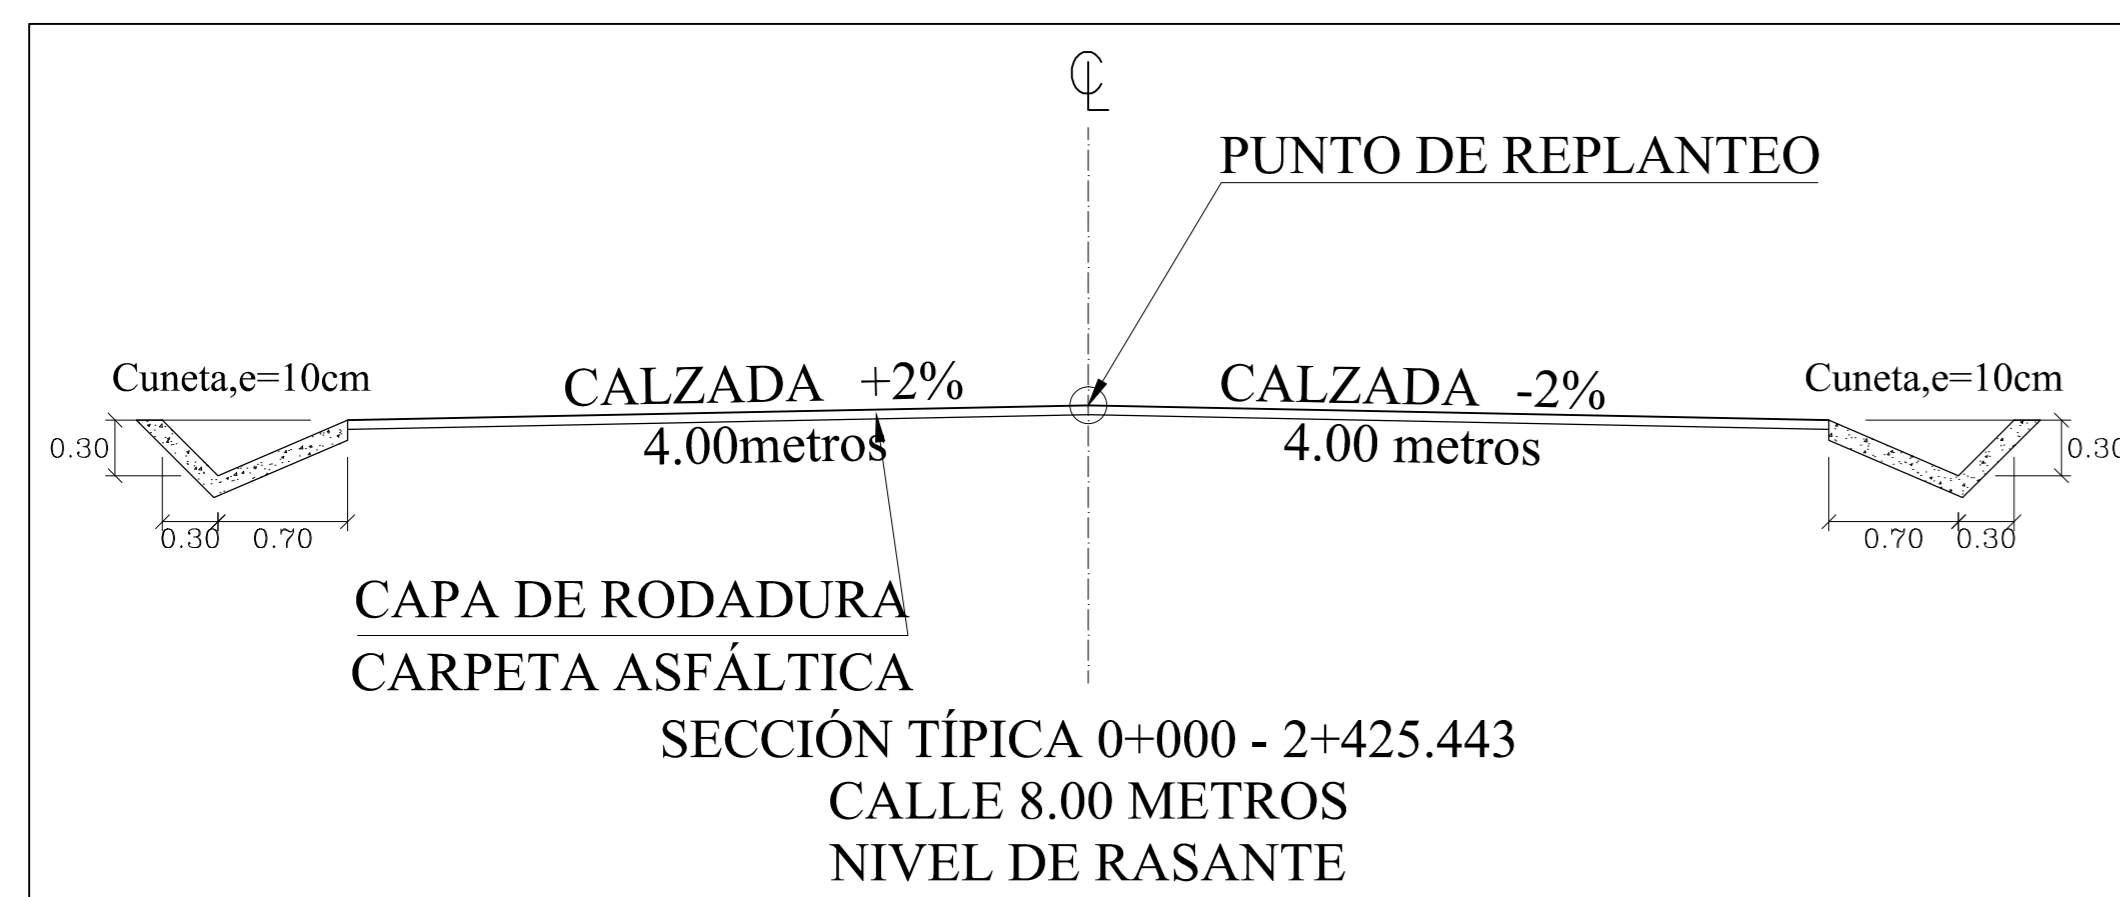 ℄
PUNTO DE REPLANTEO
Cuneta,e=10cm
CALZADA +2%
CALZADA -2%
Cuneta,e=10cm
0.30
4.00metros
4.00 metros
0.30
0.30 0.70
0.70 0.30
CAPA DE RODADURA
CARPETA ASFÁLTICA
SECCIÓN TÍPICA 0+000 - 2+425.443
CALLE 8.00 METROS
NIVEL DE RASANTE